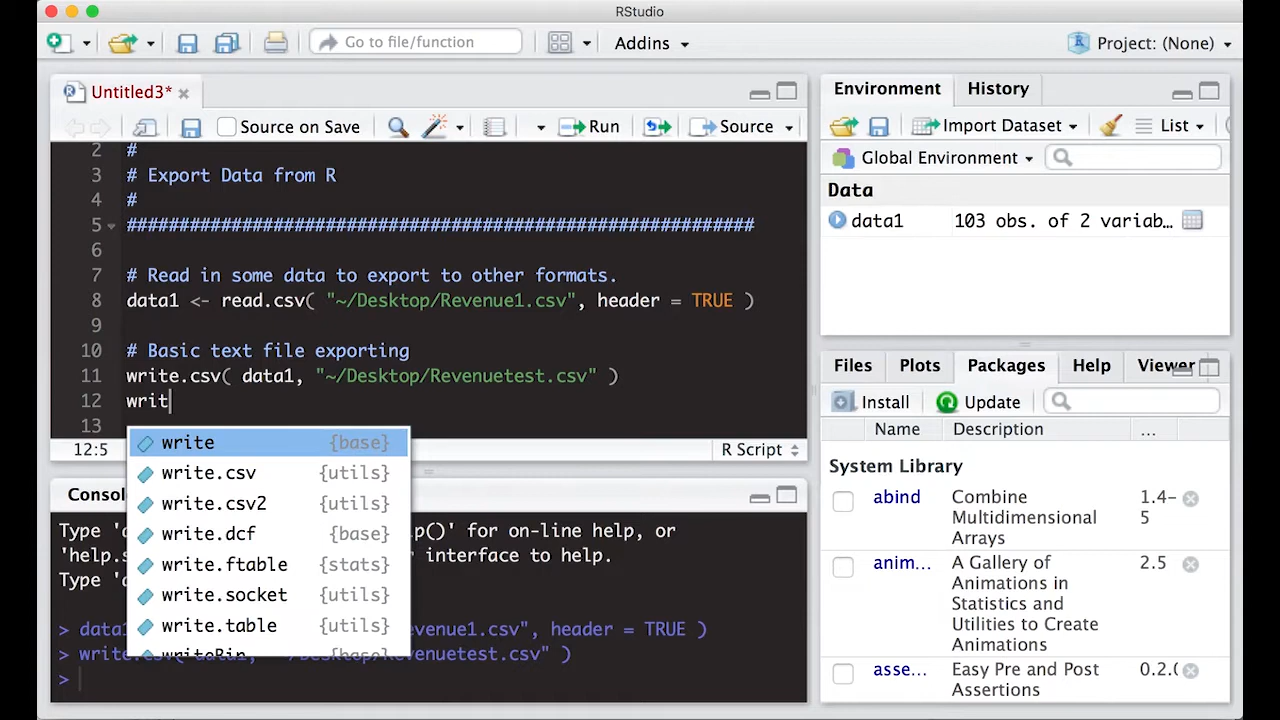 RStudio
Go to file/function
Addins
Project: (None)
Untitled3*
Source on Save
Run
Source
2 #
3 # Export Data from R
4 #
5 ############################################################
6
7 # Read in some data to export to other formats.
8 data1 <- read.csv( "~/Desktop/Revenue1.csv", header = TRUE )
9
10 # Basic text file exporting
11 write.csv( data1, "~/Desktop/Revenuetest.csv" )
12 writ
13
12:5
R Script
write {base}
write.csv {utils}
write.csv2 {utils}
write.dcf {base}
write.ftable {stats}
write.socket {utils}
write.table {utils}
writeBin {base}
Consol
Type 'd lp()' for on-line help, or
'help.s r interface to help.
Type 'q
> data1 evenue1.csv", header = TRUE )
> write.csv( data1, "~/Desktop/Revenuetest.csv" )
>
Environment
History
Import Dataset
List
Global Environment
Data
data1 103 obs. of 2 variab…
Files
Plots
Packages
Help
Viewer
Install
Update
Name Description …
System Library
abind Combine Multidimensional Arrays 1.4-5
anim… A Gallery of Animations in Statistics and Utilities to Create Animations 2.5
asse… Easy Pre and Post Assertions 0.2.0